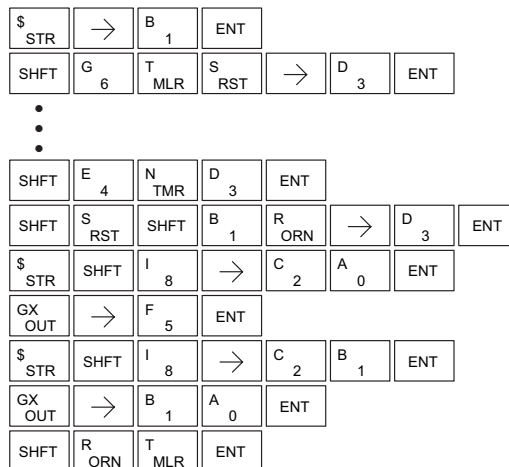 $ STR → B 1 ENT
SHFT G 6 T MLR S RST → D 3 ENT
SHFT E 4 N TMR D 3 ENT
SHFT S RST SHFT B 1 R ORN → D 3 ENT
$ STR SHFT I 8 → C 2 A 0 ENT
GX OUT → F 5 ENT
$ STR SHFT I 8 → C 2 B 1 ENT
GX OUT → B 1 A 0 ENT
SHFT R ORN T MLR ENT